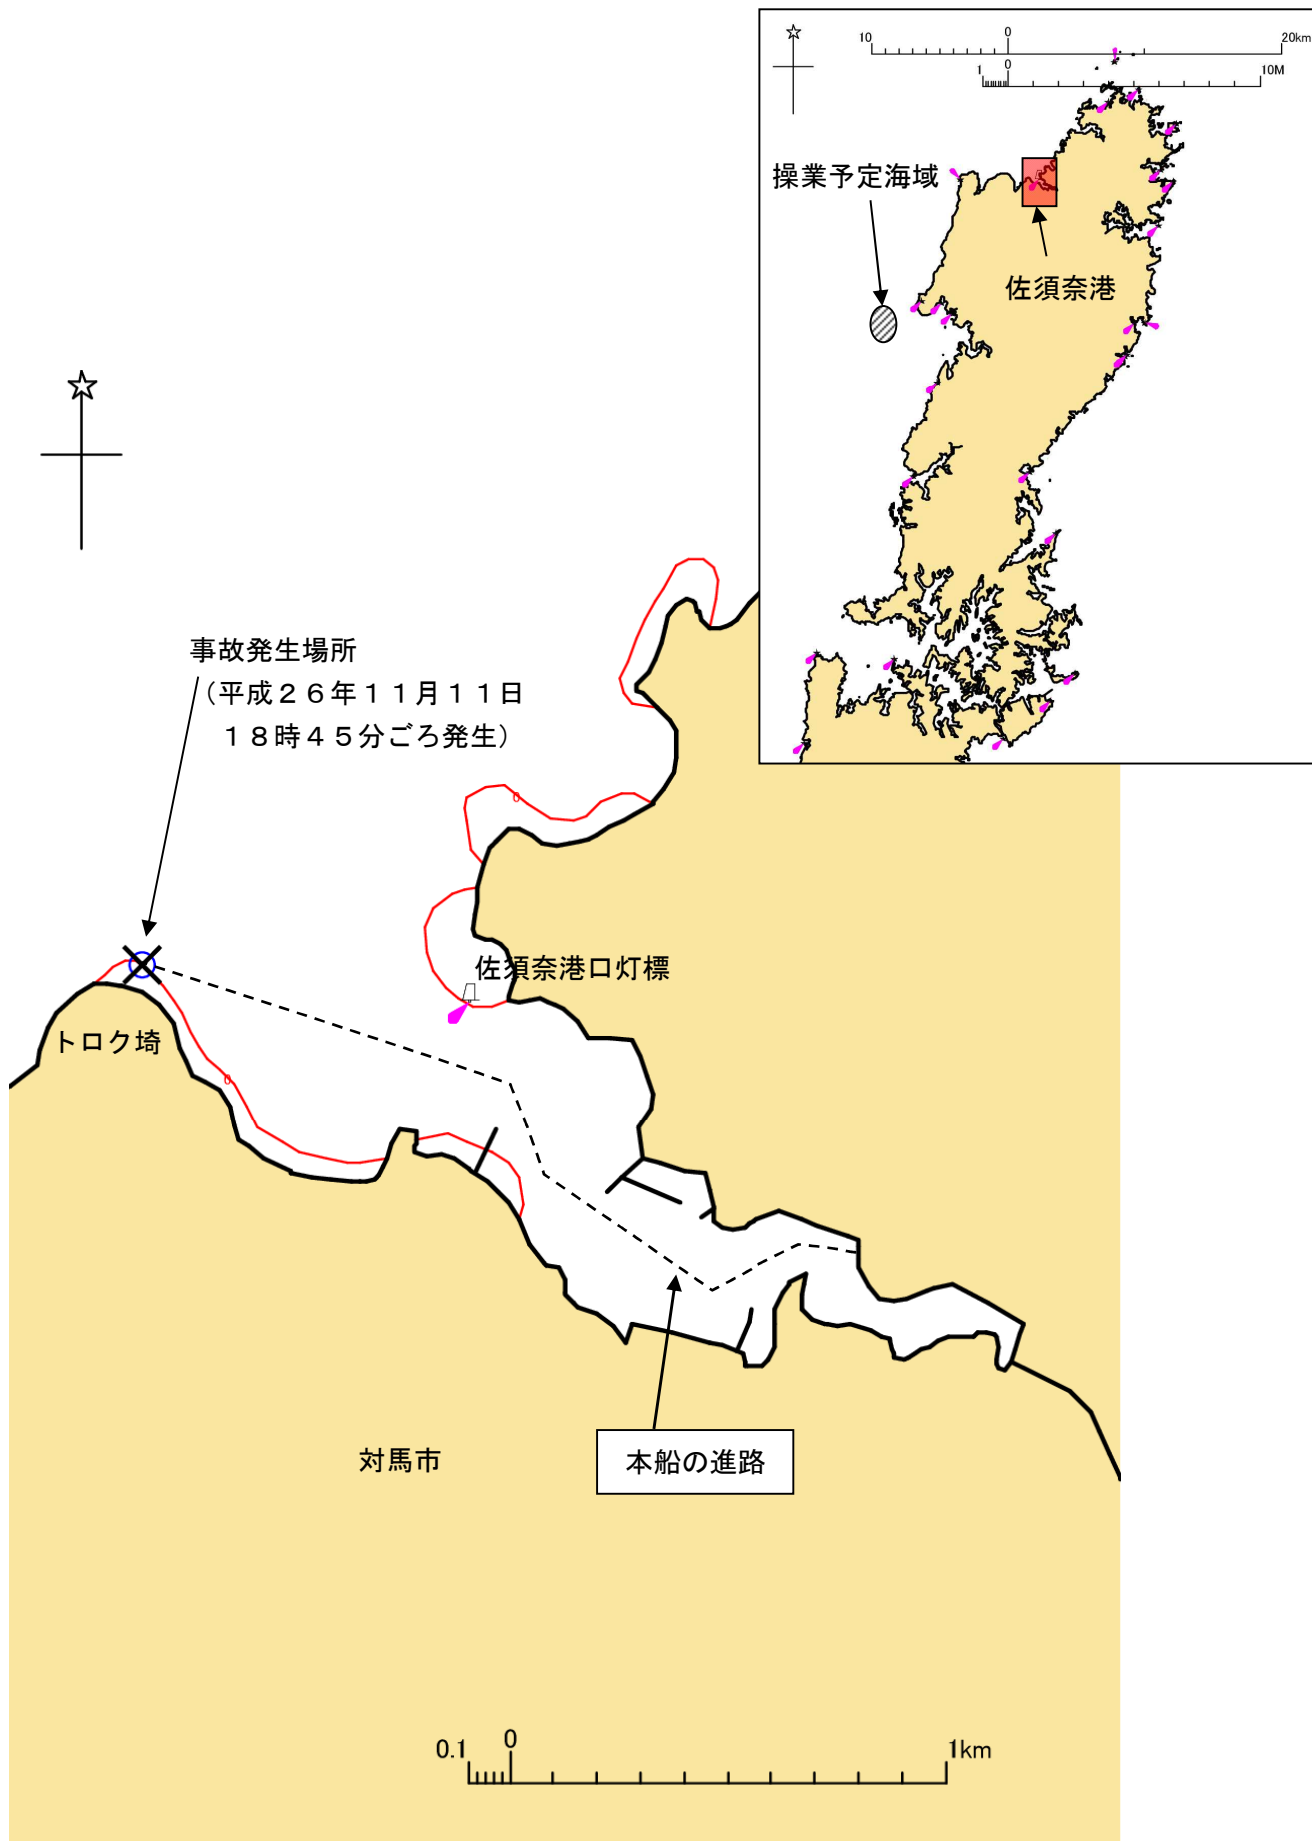 10 0 20km
1 0 10M
操業予定海域
佐須奈港
事故発生場所
（平成２６年１１月１１日
１８時４５分ごろ発生）
0
佐須奈港口灯標
トロク埼
0
対馬市
本船の進路
0.1 0 1km